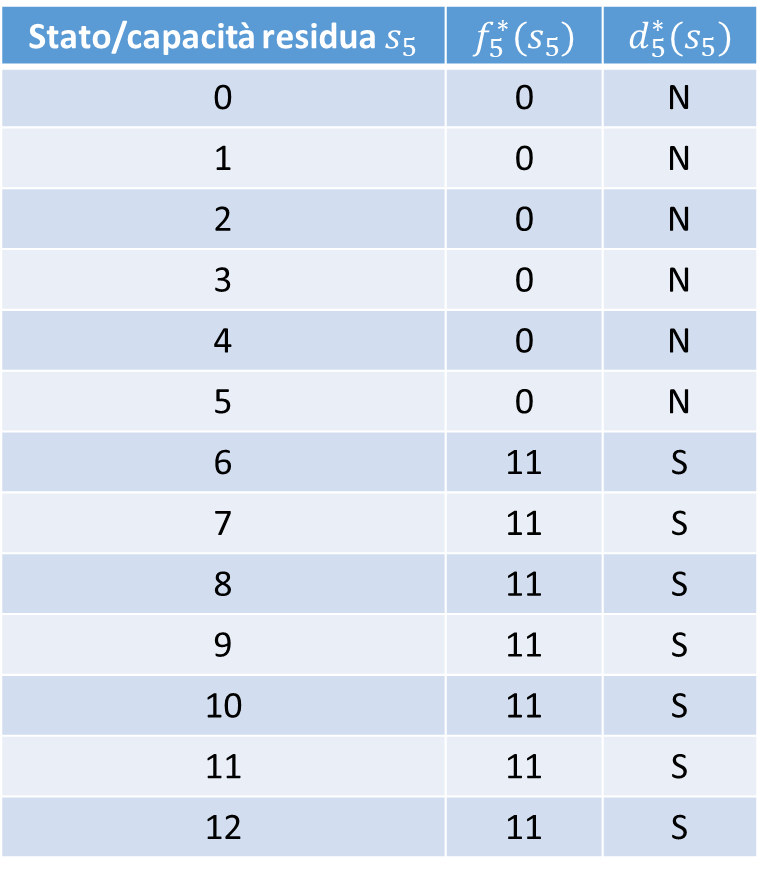 Stato/capacità residua $s_5$ $f_5^*(s_5)$ $d_5^*(s_5)$
0 0 N
1 0 N
2 0 N
3 0 N
4 0 N
5 0 N
6 11 S
7 11 S
8 11 S
9 11 S
10 11 S
11 11 S
12 11 S